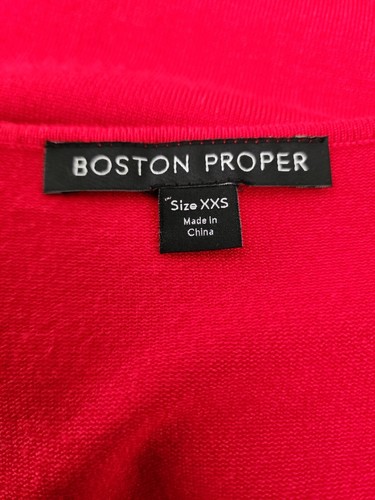 BOSTON PROPER
Size XXS
Made in
China